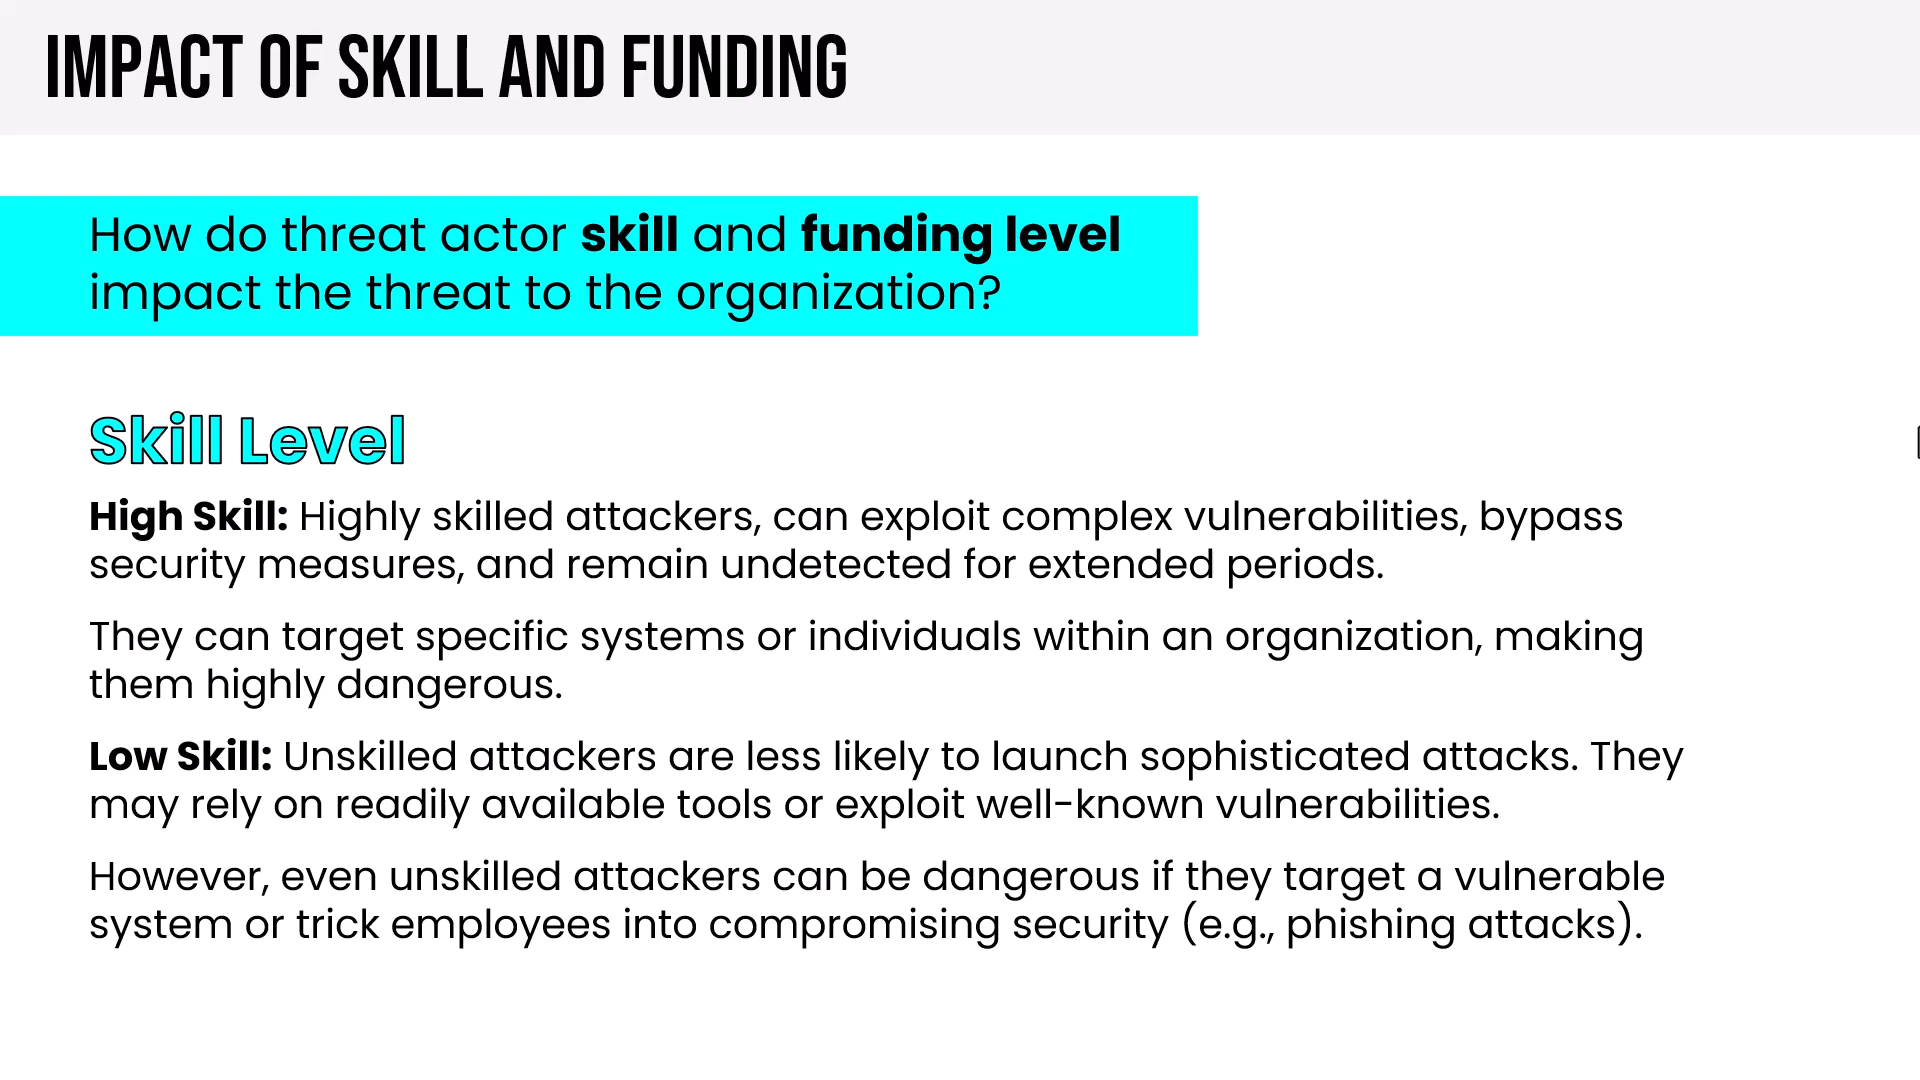 IMPACT OF SKILL AND FUNDING
How do threat actor skill and funding level
impact the threat to the organization?
Skill Level
High Skill: Highly skilled attackers, can exploit complex vulnerabilities, bypass
security measures, and remain undetected for extended periods.
They can target specific systems or individuals within an organization, making
them highly dangerous.
Low Skill: Unskilled attackers are less likely to launch sophisticated attacks. They
may rely on readily available tools or exploit well-known vulnerabilities.
However, even unskilled attackers can be dangerous if they target a vulnerable
system or trick employees into compromising security (e.g., phishing attacks).